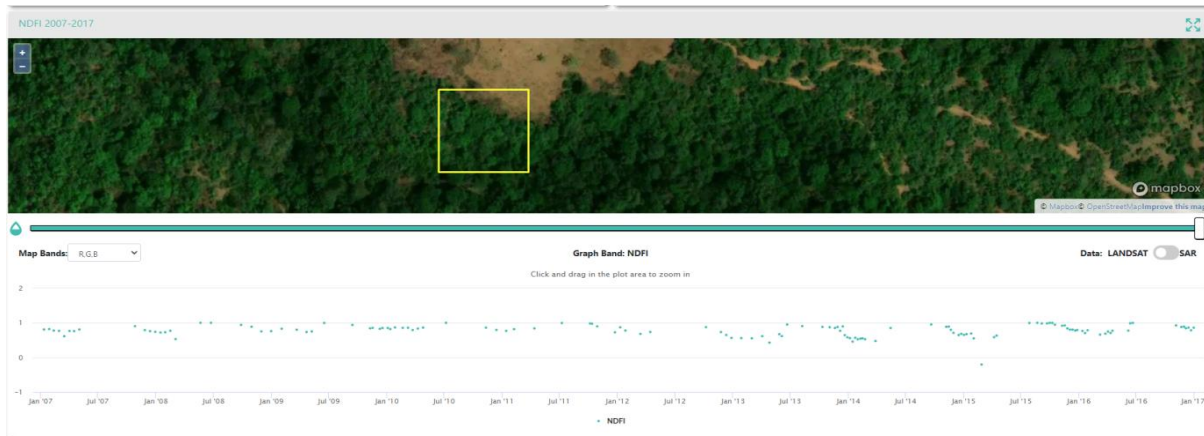 NDFI 2007-2017
+
−
mapbox
© Mapbox © OpenStreetMap Improve this map
Map Bands: R,G,B
Graph Band: NDFI
Data: LANDSAT SAR
Click and drag in the plot area to zoom in
2
1
0
−1
Jan '07 Jul '07 Jan '08 Jul '08 Jan '09 Jul '09 Jan '10 Jul '10 Jan '11 Jul '11 Jan '12 Jul '12 Jan '13 Jul '13 Jan '14 Jul '14 Jan '15 Jul '15 Jan '16 Jul '16 Jan '17
NDFI